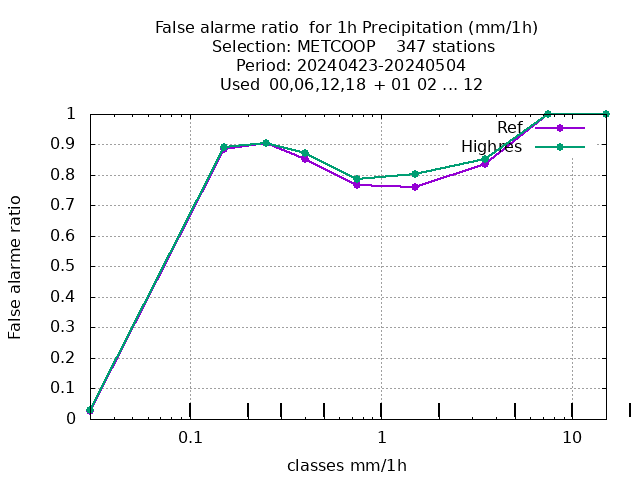 False alarme ratio for 1h Precipitation (mm/1h)
Selection: METCOOP 347 stations
Period: 20240423-20240504
Used 00,06,12,18 + 01 02 ... 12
Ref
Highres
1
0.9
0.8
0.7
0.6
0.5
0.4
0.3
0.2
0.1
0
False alarme ratio
0.1 1 10
classes mm/1h